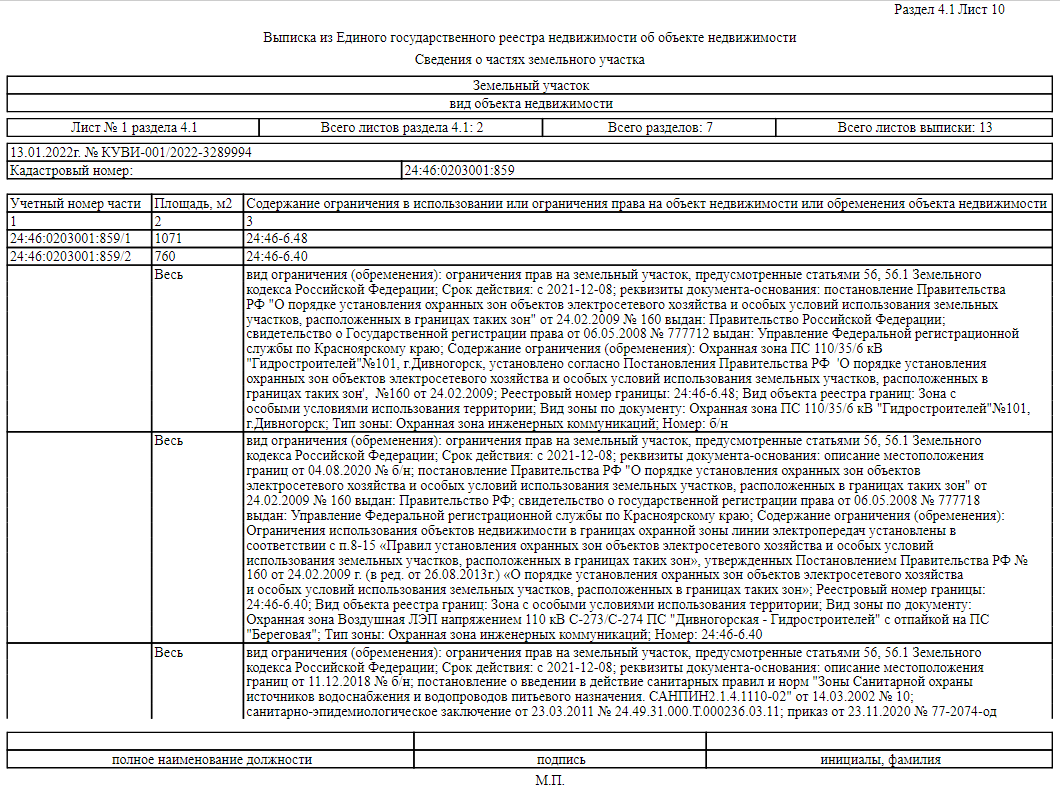 Раздел 4.1 Лист 10
Выписка из Единого государственного реестра недвижимости об объекте недвижимости
Сведения о частях земельного участка
Земельный участок
вид объекта недвижимости
Лист № 1 раздела 4.1 Всего листов раздела 4.1: 2 Всего разделов: 7 Всего листов выписки: 13
13.01.2022г. № КУВИ-001/2022-3289994
Кадастровый номер: 24:46:0203001:859
Учетный номер части Площадь, м2 Содержание ограничения в использовании или ограничения права на объект недвижимости или обременения объекта недвижимости
1 2 3
24:46:0203001:859/1 1071 24:46-6.48
24:46:0203001:859/2 760 24:46-6.40
Весь вид ограничения (обременения): ограничения прав на земельный участок, предусмотренные статьями 56, 56.1 Земельного
кодекса Российской Федерации; Срок действия: с 2021-12-08; реквизиты документа-основания: постановление Правительства
РФ "О порядке установления охранных зон объектов электросетевого хозяйства и особых условий использования земельных
участков, расположенных в границах таких зон" от 24.02.2009 № 160 выдан: Правительство Российской Федерации;
свидетельство о Государственной регистрации права от 06.05.2008 № 777712 выдан: Управление Федеральной регистрационной
службы по Красноярскому краю; Содержание ограничения (обременения): Охранная зона ПС 110/35/6 кВ
"Гидростроителей"№101, г.Дивногорск, установлено согласно Постановления Правительства РФ 'О порядке установления
охранных зон объектов электросетевого хозяйства и особых условий использования земельных участков, расположенных в
границах таких зон', №160 от 24.02.2009; Реестровый номер границы: 24:46-6.48; Вид объекта реестра границ: Зона с
особыми условиями использования территории; Вид зоны по документу: Охранная зона ПС 110/35/6 кВ "Гидростроителей"№101,
г.Дивногорск; Тип зоны: Охранная зона инженерных коммуникаций; Номер: б/н
Весь вид ограничения (обременения): ограничения прав на земельный участок, предусмотренные статьями 56, 56.1 Земельного
кодекса Российской Федерации; Срок действия: с 2021-12-08; реквизиты документа-основания: описание местоположения
границ от 04.08.2020 № б/н; постановление Правительства РФ "О порядке установления охранных зон объектов
электросетевого хозяйства и особых условий использования земельных участков, расположенных в границах таких зон" от
24.02.2009 № 160 выдан: Правительство РФ; свидетельство о государственной регистрации права от 06.05.2008 № 777718
выдан: Управление Федеральной регистрационной службы по Красноярскому краю; Содержание ограничения (обременения):
Ограничения использования объектов недвижимости в границах охранной зоны линии электропередач установлены в
соответствии с п.8-15 «Правил установления охранных зон объектов электросетевого хозяйства и особых условий
использования земельных участков, расположенных в границах таких зон», утвержденных Постановлением Правительства РФ №
160 от 24.02.2009 г. (в ред. от 26.08.2013г.) «О порядке установления охранных зон объектов электросетевого хозяйства
и особых условий использования земельных участков, расположенных в границах таких зон»; Реестровый номер границы:
24:46-6.40; Вид объекта реестра границ: Зона с особыми условиями использования территории; Вид зоны по документу:
Охранная зона Воздушная ЛЭП напряжением 110 кВ С-273/С-274 ПС "Дивногорская - Гидростроителей" с отпайкой на ПС
"Береговая"; Тип зоны: Охранная зона инженерных коммуникаций; Номер: 24:46-6.40
Весь вид ограничения (обременения): ограничения прав на земельный участок, предусмотренные статьями 56, 56.1 Земельного
кодекса Российской Федерации; Срок действия: с 2021-12-08; реквизиты документа-основания: описание местоположения
границ от 11.12.2018 № б/н; постановление о введении в действие санитарных правил и норм "Зоны Санитарной охраны
источников водоснабжения и водопроводов питьевого назначения. САНПИН2.1.4.1110-02" от 14.03.2002 № 10;
санитарно-эпидемиологическое заключение от 23.03.2011 № 24.49.31.000.Т.000236.03.11; приказ от 23.11.2020 № 77-2074-од
полное наименование должности подпись инициалы, фамилия
М.П.